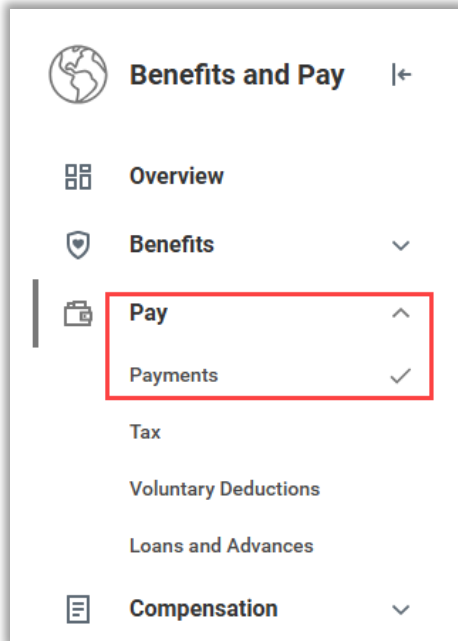 Benefits and Pay
Overview
Benefits
Pay
Payments
Tax
Voluntary Deductions
Loans and Advances
Compensation